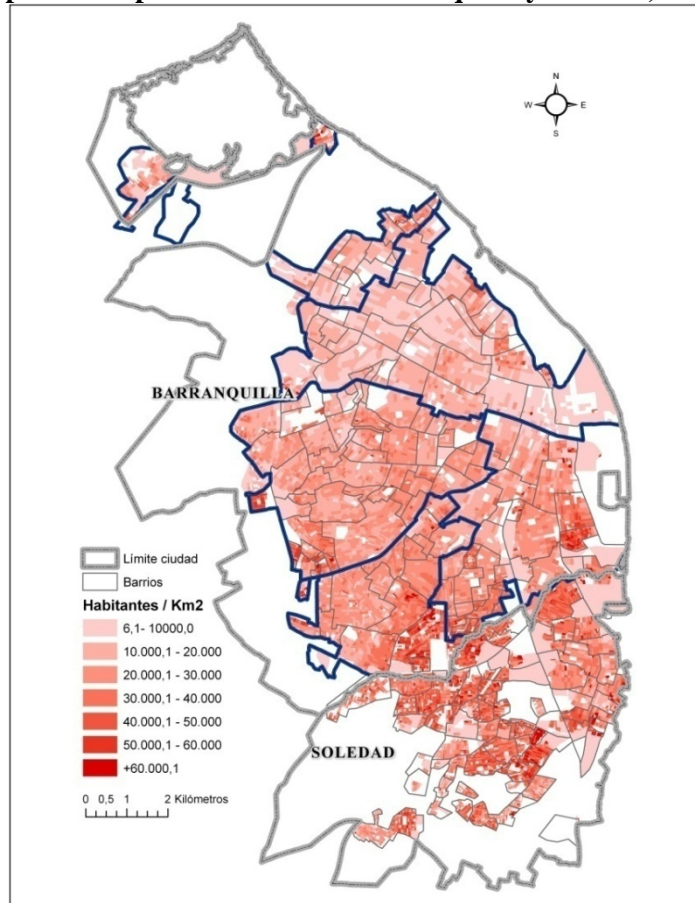 N
W E
S
BARRANQUILLA
Límite ciudad
Barrios
Habitantes / Km2
6,1- 10000,0
10.000,1 - 20.000
20.000,1 - 30.000
30.000,1 - 40.000
40.000,1 - 50.000
50.000,1 - 60.000
+60.000,1
0 0,5 1 2 Kilómetros
SOLEDAD